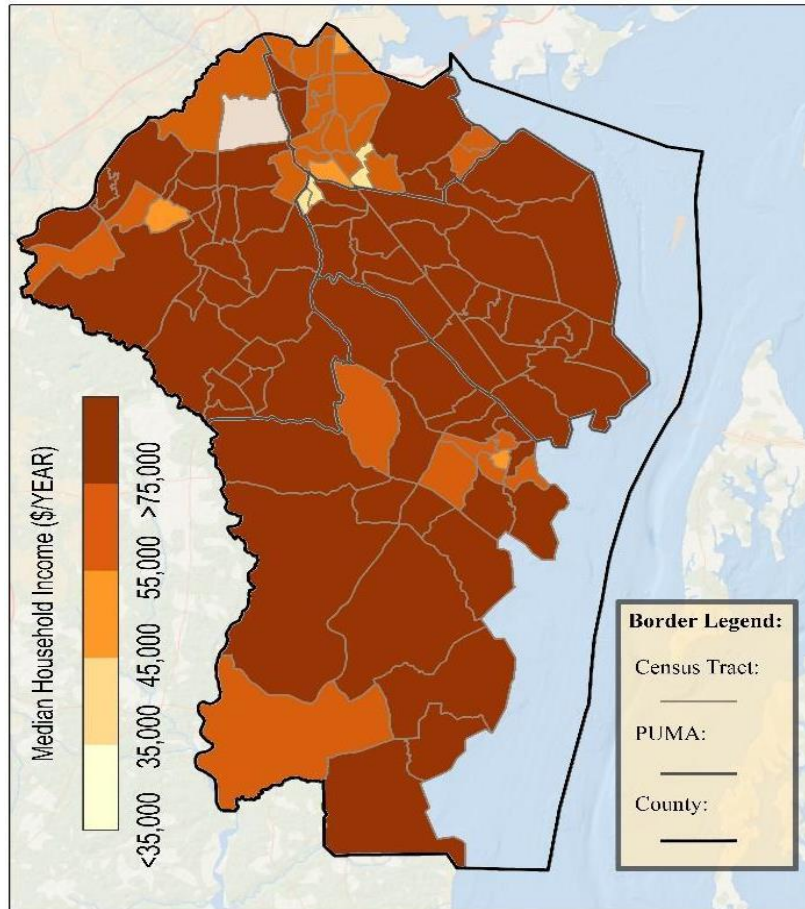 Median Household Income ($/YEAR)
>75,000
55,000
45,000
35,000
<35,000
Border Legend:
Census Tract:
PUMA:
County: